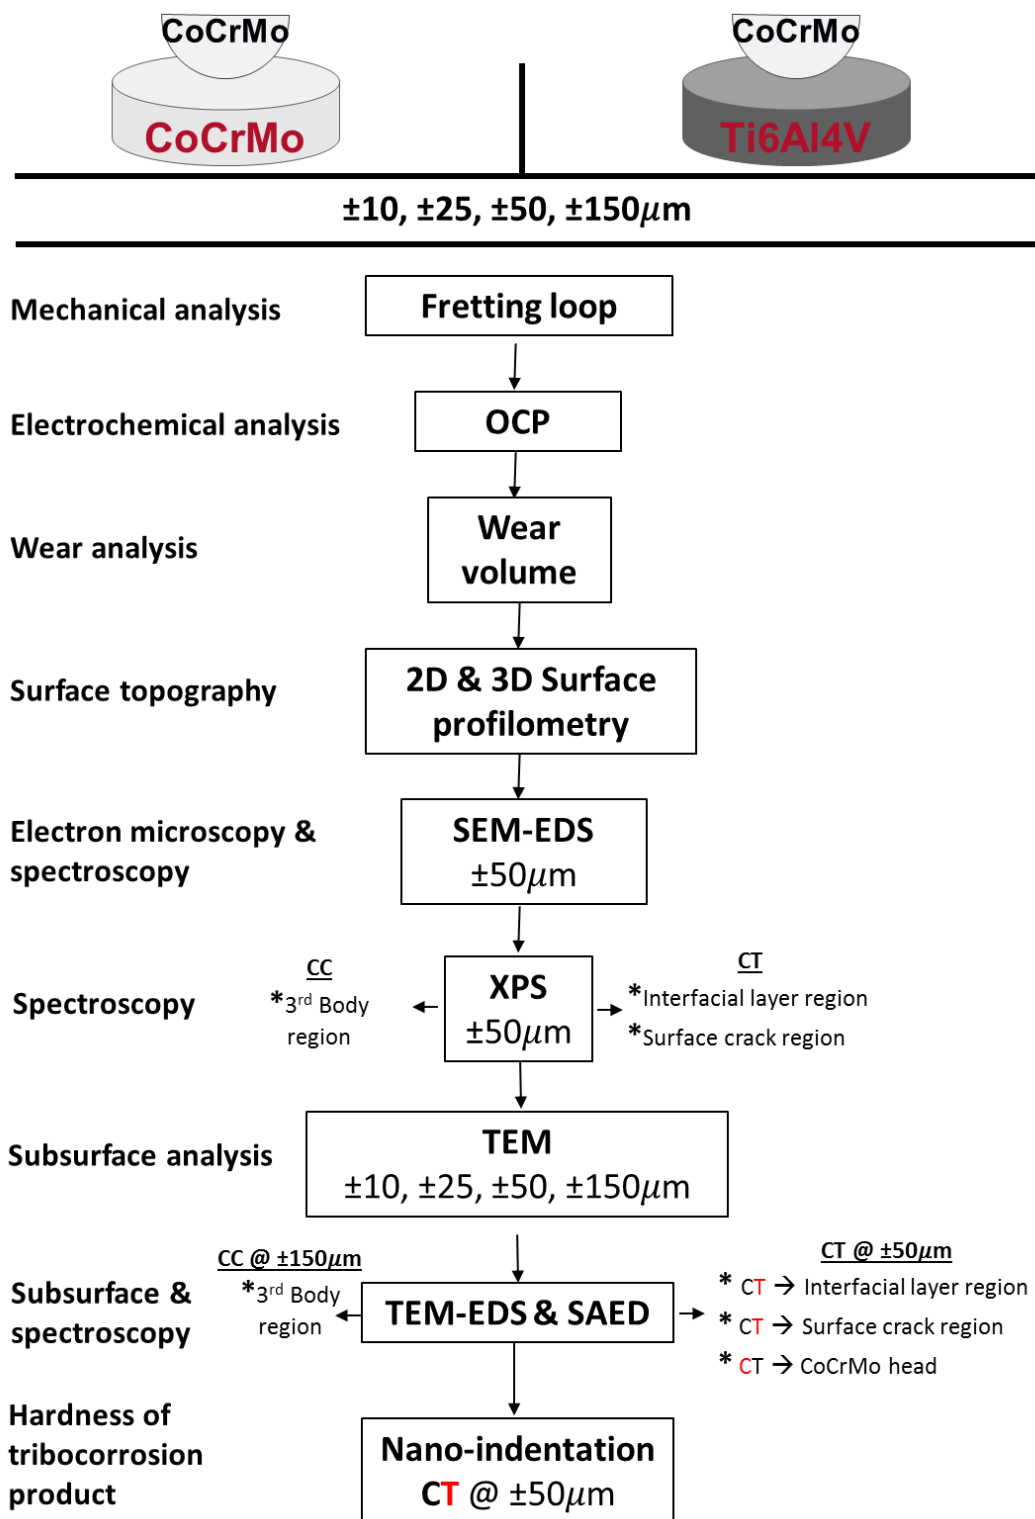 CoCrMo
CoCrMo
CoCrMo
Ti6Al4V
±10, ±25, ±50, ±150μm
Mechanical analysis
Fretting loop
Electrochemical analysis
OCP
Wear analysis
Wear
volume
Surface topography
2D & 3D Surface
profilometry
Electron microscopy &
spectroscopy
SEM-EDS
±50μm
Spectroscopy
CC
*3rd Body
region
XPS
±50μm
CT
*Interfacial layer region
*Surface crack region
Subsurface analysis
TEM
±10, ±25, ±50, ±150μm
Subsurface &
spectroscopy
CC @ ±150μm
*3rd Body
region
TEM-EDS & SAED
CT @ ±50μm
* CT → Interfacial layer region
* CT → Surface crack region
* CT → CoCrMo head
Hardness of
tribocorrosion
product
Nano-indentation
CT @ ±50μm